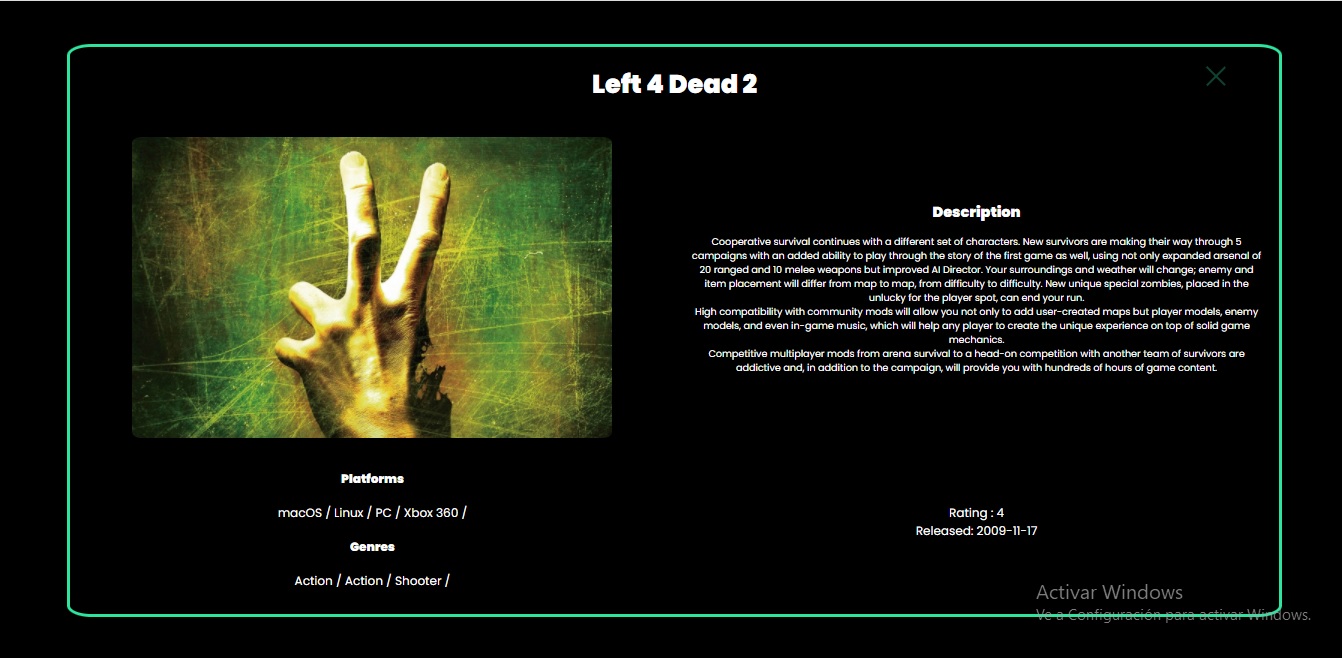 Left 4 Dead 2
Description
Cooperative survival continues with a different set of characters. New survivors are making their way through 5
campaigns with an added ability to play through the story of the first game as well, using not only expanded arsenal of
20 ranged and 10 melee weapons but improved AI Director. Your surroundings and weather will change; enemy and
item placement will differ from map to map, from difficulty to difficulty. New unique special zombies, placed in the
unlucky for the player spot, can end your run.
High compatibility with community mods will allow you not only to add user-created maps but player models, enemy
models, and even in-game music, which will help any player to create the unique experience on top of solid game
mechanics.
Competitive multiplayer mods from arena survival to a head-on competition with another team of survivors are
addictive and, in addition to the campaign, will provide you with hundreds of hours of game content.
Platforms
macOS / Linux / PC / Xbox 360 /
Genres
Action / Action / Shooter /
Rating : 4
Released: 2009-11-17
Activar Windows
Ve a Configuración para activar Windows.